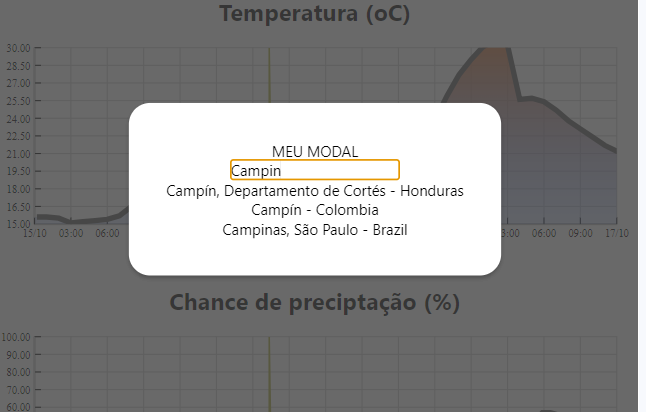 Temperatura (oC)
30.00
28.50
27.00
25.50
24.00
22.50
21.00
19.50
18.00
16.50
15.00
15/10 03:00 06:00 3:00 06:00 09:00 17/10
MEU MODAL
Campin
Campín, Departamento de Cortés - Honduras
Campín - Colombia
Campinas, São Paulo - Brazil
Chance de preciptação (%)
100.00
90.00
80.00
70.00
60.00